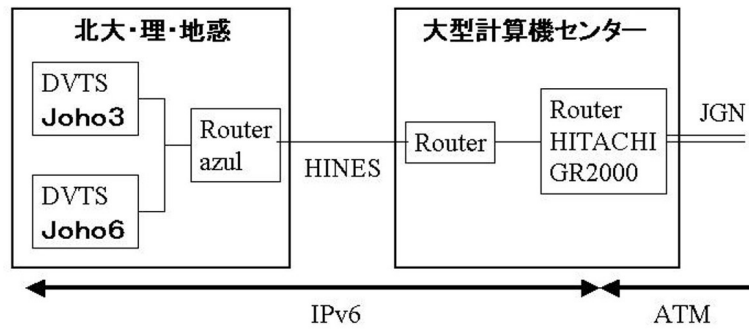 北大・理・地惑
DVTS
Joho3
DVTS
Joho6
Router
azul
HINES
大型計算機センター
Router
Router
HITACHI
GR2000
JGN
IPv6
ATM